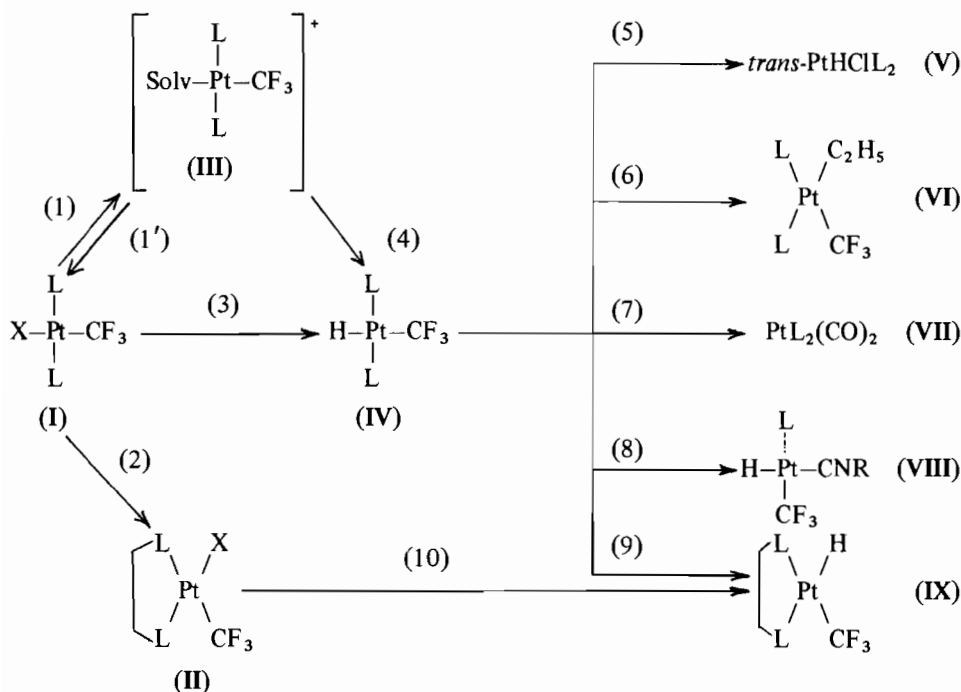 L
Solv—Pt—CF₃
L
+
(III)
(1)
(1′)
(4)
L
X—Pt—CF₃
L
(I)
(3)
L
H—Pt—CF₃
L
(IV)
(2)
L
X
Pt
L
CF₃
(II)
(10)
(5)
trans-PtHClL₂ (V)
(6)
L
C₂H₅
Pt
L
CF₃
(VI)
(7)
PtL₂(CO)₂ (VII)
(8)
L
H—Pt—CNR (VIII)
CF₃
(9)
L
H
Pt
L
CF₃
(IX)